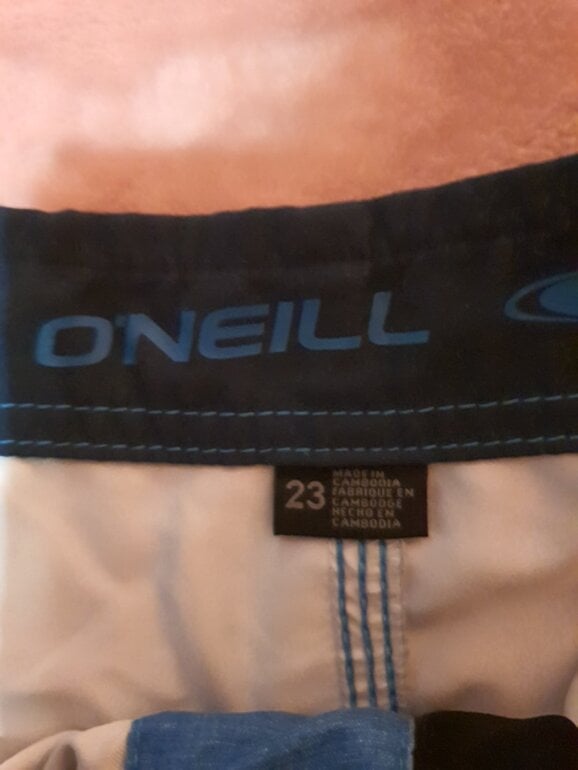 O'NEILL
23
MADE IN
CAMBODIA
FABRIQUE EN
CAMBODGE
HECHO EN
CAMBODIA